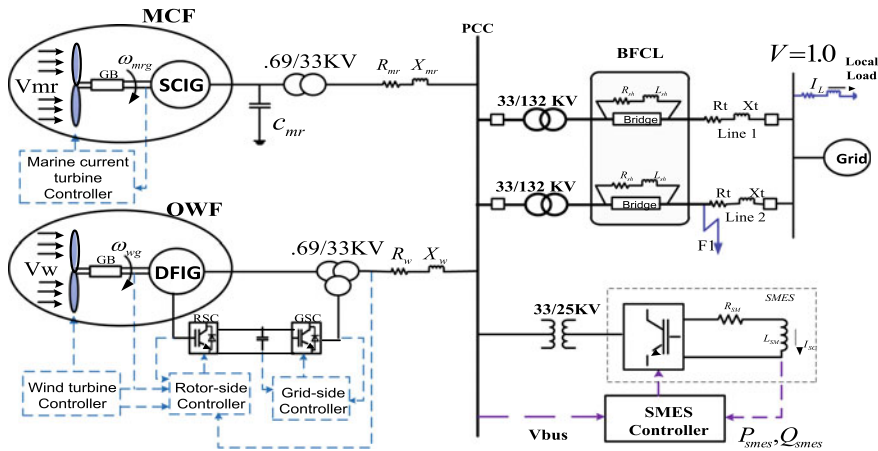 MCF
Vmr
GB
ωmrg
SCIG
Marine current
turbine
Controller
.69/33KV
Cmr
Rmr
Xmr
OWF
Vw
GB
ωwg
DFIG
.69/33KV
Rw
Xw
RSC
GSC
Wind turbine
controller
Rotor-side
Controller
Grid-side
controller
PCC
BFCL
33/132 KV
Rsh
Lsh
Bridge
Rt
Xt
Line 1
33/132 KV
Rsh
Lsh
Bridge
Rt
Xt
Line 2
F1
V=1.0
IL
Local
Load
Grid
33/25KV
SMES
RSM
LSM
ISC
SMES
Controller
Vbus
Psmes,Qsmes